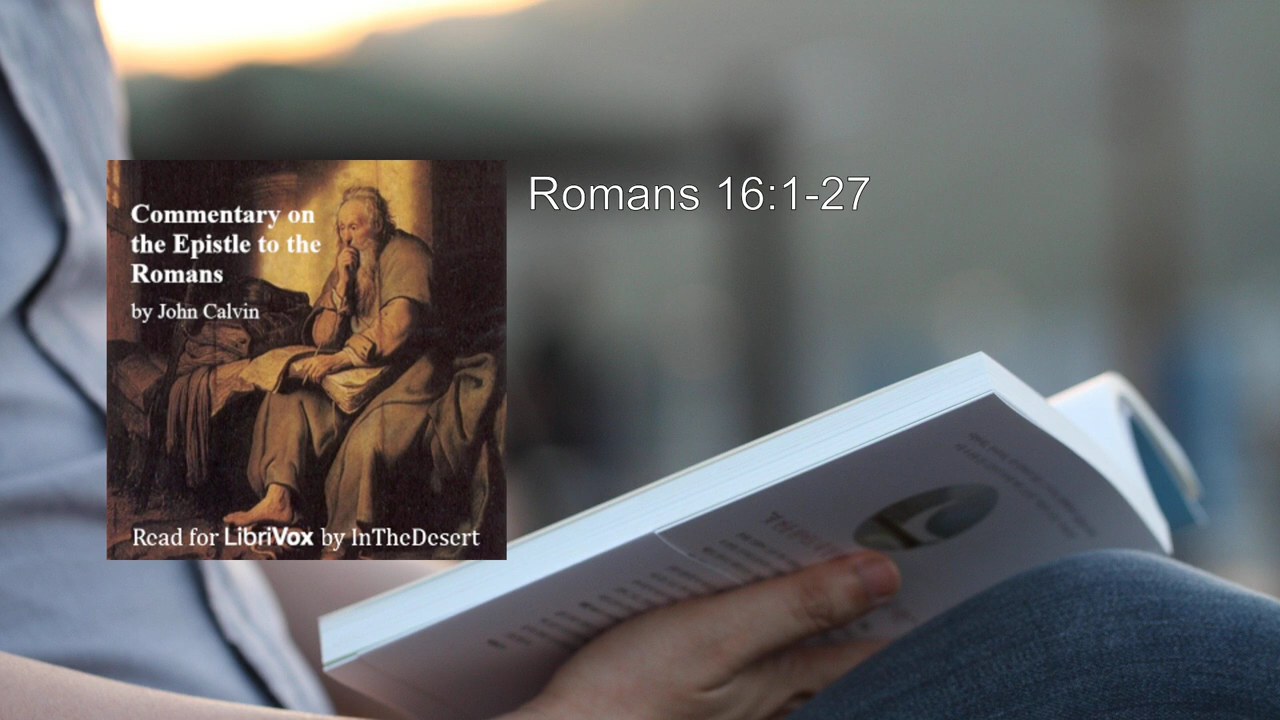 Commentary on
the Epistle to the
Romans
by John Calvin
Read for LibriVox by InTheDesert
Romans 16:1-27